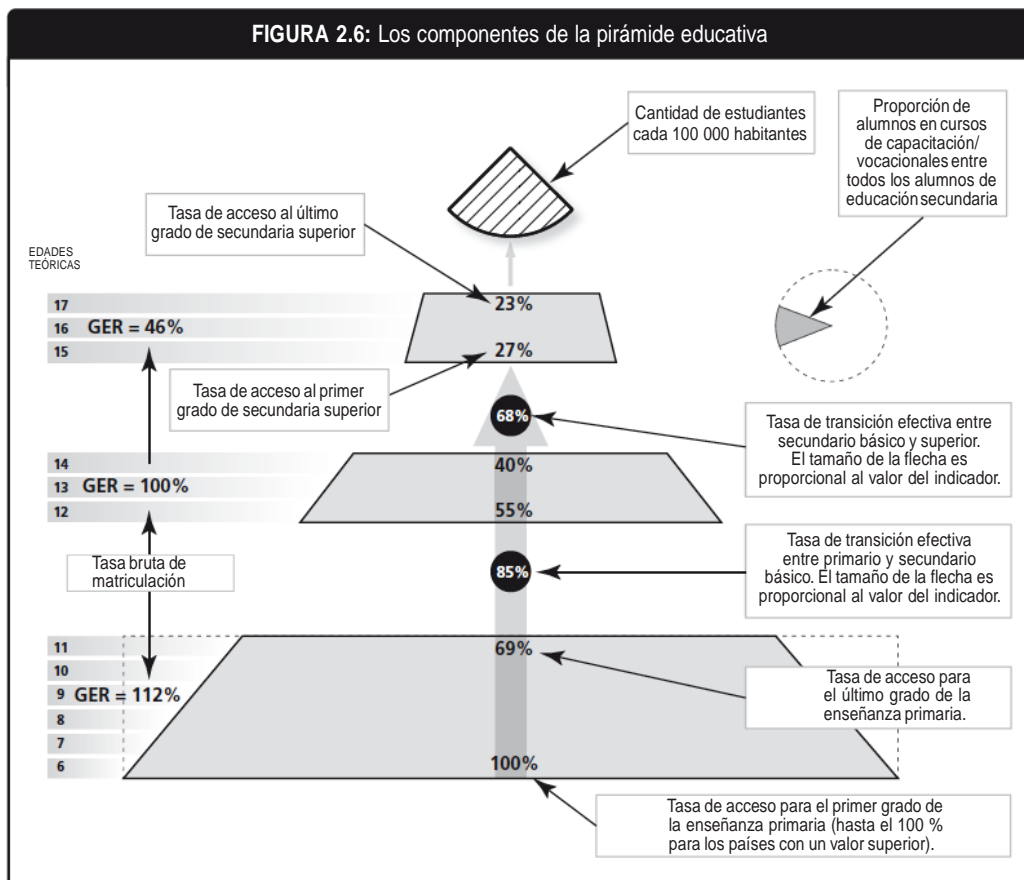 FIGURA 2.6: Los componentes de la pirámide educativa
Cantidad de estudiantes
cada 100 000 habitantes
Proporción de
alumnos en cursos
de capacitación/
vocacionales entre
todos los alumnos de
educación secundaria
Tasa de acceso al último
grado de secundaria superior
EDADES
TEÓRICAS
17
23%
16 GER = 46%
15
27%
Tasa de acceso al primer
grado de secundaria superior
68%
Tasa de transición efectiva entre
secundario básico y superior.
El tamaño de la flecha es
proporcional al valor del indicador.
14
40%
13 GER = 100%
12
55%
Tasa bruta de
matriculación
85%
Tasa de transición efectiva
entre primario y secundario
básico. El tamaño de la flecha es
proporcional al valor del indicador.
11
69%
10
9 GER = 112%
8
7
6
100%
Tasa de acceso para
el último grado de la
enseñanza primaria.
Tasa de acceso para el primer grado de
la enseñanza primaria (hasta el 100 %
para los países con un valor superior).